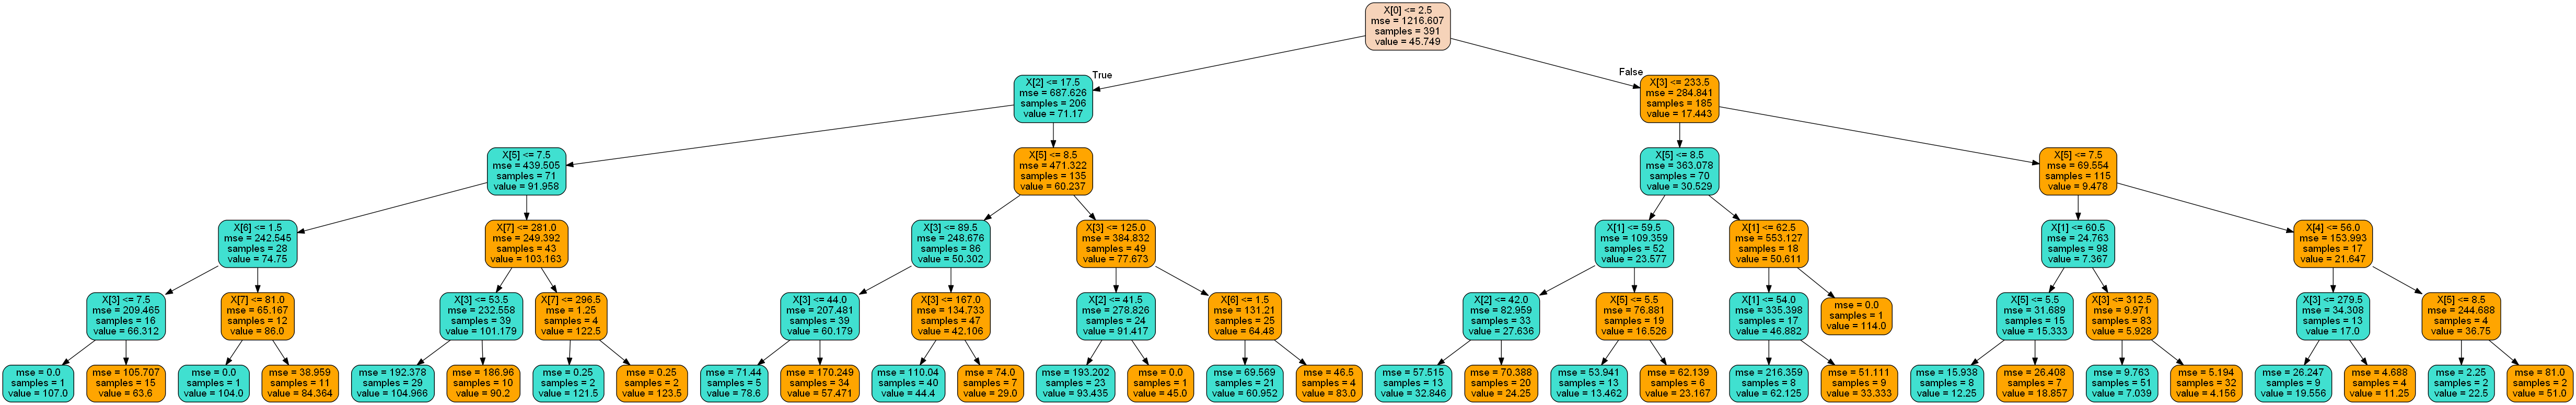 X[0] <= 2.5
mse = 1216.607
samples = 391
value = 45.749
True
False
X[2] <= 17.5
mse = 687.626
samples = 206
value = 71.17
X[3] <= 233.5
mse = 284.841
samples = 185
value = 17.443
X[5] <= 7.5
mse = 439.505
samples = 71
value = 91.958
X[5] <= 8.5
mse = 471.322
samples = 135
value = 60.237
X[5] <= 8.5
mse = 363.078
samples = 70
value = 30.529
X[5] <= 7.5
mse = 69.554
samples = 115
value = 9.478
X[6] <= 1.5
mse = 242.545
samples = 28
value = 74.75
X[7] <= 281.0
mse = 249.392
samples = 43
value = 103.163
X[3] <= 89.5
mse = 248.676
samples = 86
value = 50.302
X[3] <= 125.0
mse = 384.832
samples = 49
value = 77.673
X[1] <= 59.5
mse = 109.359
samples = 52
value = 23.577
X[1] <= 62.5
mse = 553.127
samples = 18
value = 50.611
X[1] <= 60.5
mse = 24.763
samples = 98
value = 7.367
X[4] <= 56.0
mse = 153.993
samples = 17
value = 21.647
X[3] <= 7.5
mse = 209.465
samples = 16
value = 66.312
X[7] <= 81.0
mse = 65.167
samples = 12
value = 86.0
X[3] <= 53.5
mse = 232.558
samples = 39
value = 101.179
X[7] <= 296.5
mse = 1.25
samples = 4
value = 122.5
X[3] <= 44.0
mse = 207.481
samples = 39
value = 60.179
X[3] <= 167.0
mse = 134.733
samples = 47
value = 42.106
X[2] <= 41.5
mse = 278.826
samples = 24
value = 91.417
X[6] <= 1.5
mse = 131.21
samples = 25
value = 64.48
X[2] <= 42.0
mse = 82.959
samples = 33
value = 27.636
X[5] <= 5.5
mse = 76.881
samples = 19
value = 16.526
X[1] <= 54.0
mse = 335.398
samples = 17
value = 46.882
mse = 0.0
samples = 1
value = 114.0
X[5] <= 5.5
mse = 31.689
samples = 15
value = 15.333
X[3] <= 312.5
mse = 9.971
samples = 83
value = 5.928
X[3] <= 279.5
mse = 34.308
samples = 13
value = 17.0
X[5] <= 8.5
mse = 244.688
samples = 4
value = 36.75
mse = 0.0
samples = 1
value = 107.0
mse = 105.707
samples = 15
value = 63.6
mse = 0.0
samples = 1
value = 104.0
mse = 38.959
samples = 11
value = 84.364
mse = 192.378
samples = 29
value = 104.966
mse = 186.96
samples = 10
value = 90.2
mse = 0.25
samples = 2
value = 121.5
mse = 0.25
samples = 2
value = 123.5
mse = 71.44
samples = 5
value = 78.6
mse = 170.249
samples = 34
value = 57.471
mse = 110.04
samples = 40
value = 44.4
mse = 74.0
samples = 7
value = 29.0
mse = 193.202
samples = 23
value = 93.435
mse = 0.0
samples = 1
value = 45.0
mse = 69.569
samples = 21
value = 60.952
mse = 46.5
samples = 4
value = 83.0
mse = 57.515
samples = 13
value = 32.846
mse = 70.388
samples = 20
value = 24.25
mse = 53.941
samples = 13
value = 13.462
mse = 62.139
samples = 6
value = 23.167
mse = 216.359
samples = 8
value = 62.125
mse = 51.111
samples = 9
value = 33.333
mse = 15.938
samples = 8
value = 12.25
mse = 26.408
samples = 7
value = 18.857
mse = 9.763
samples = 51
value = 7.039
mse = 5.194
samples = 32
value = 4.156
mse = 26.247
samples = 9
value = 19.556
mse = 4.688
samples = 4
value = 11.25
mse = 2.25
samples = 2
value = 22.5
mse = 81.0
samples = 2
value = 51.0